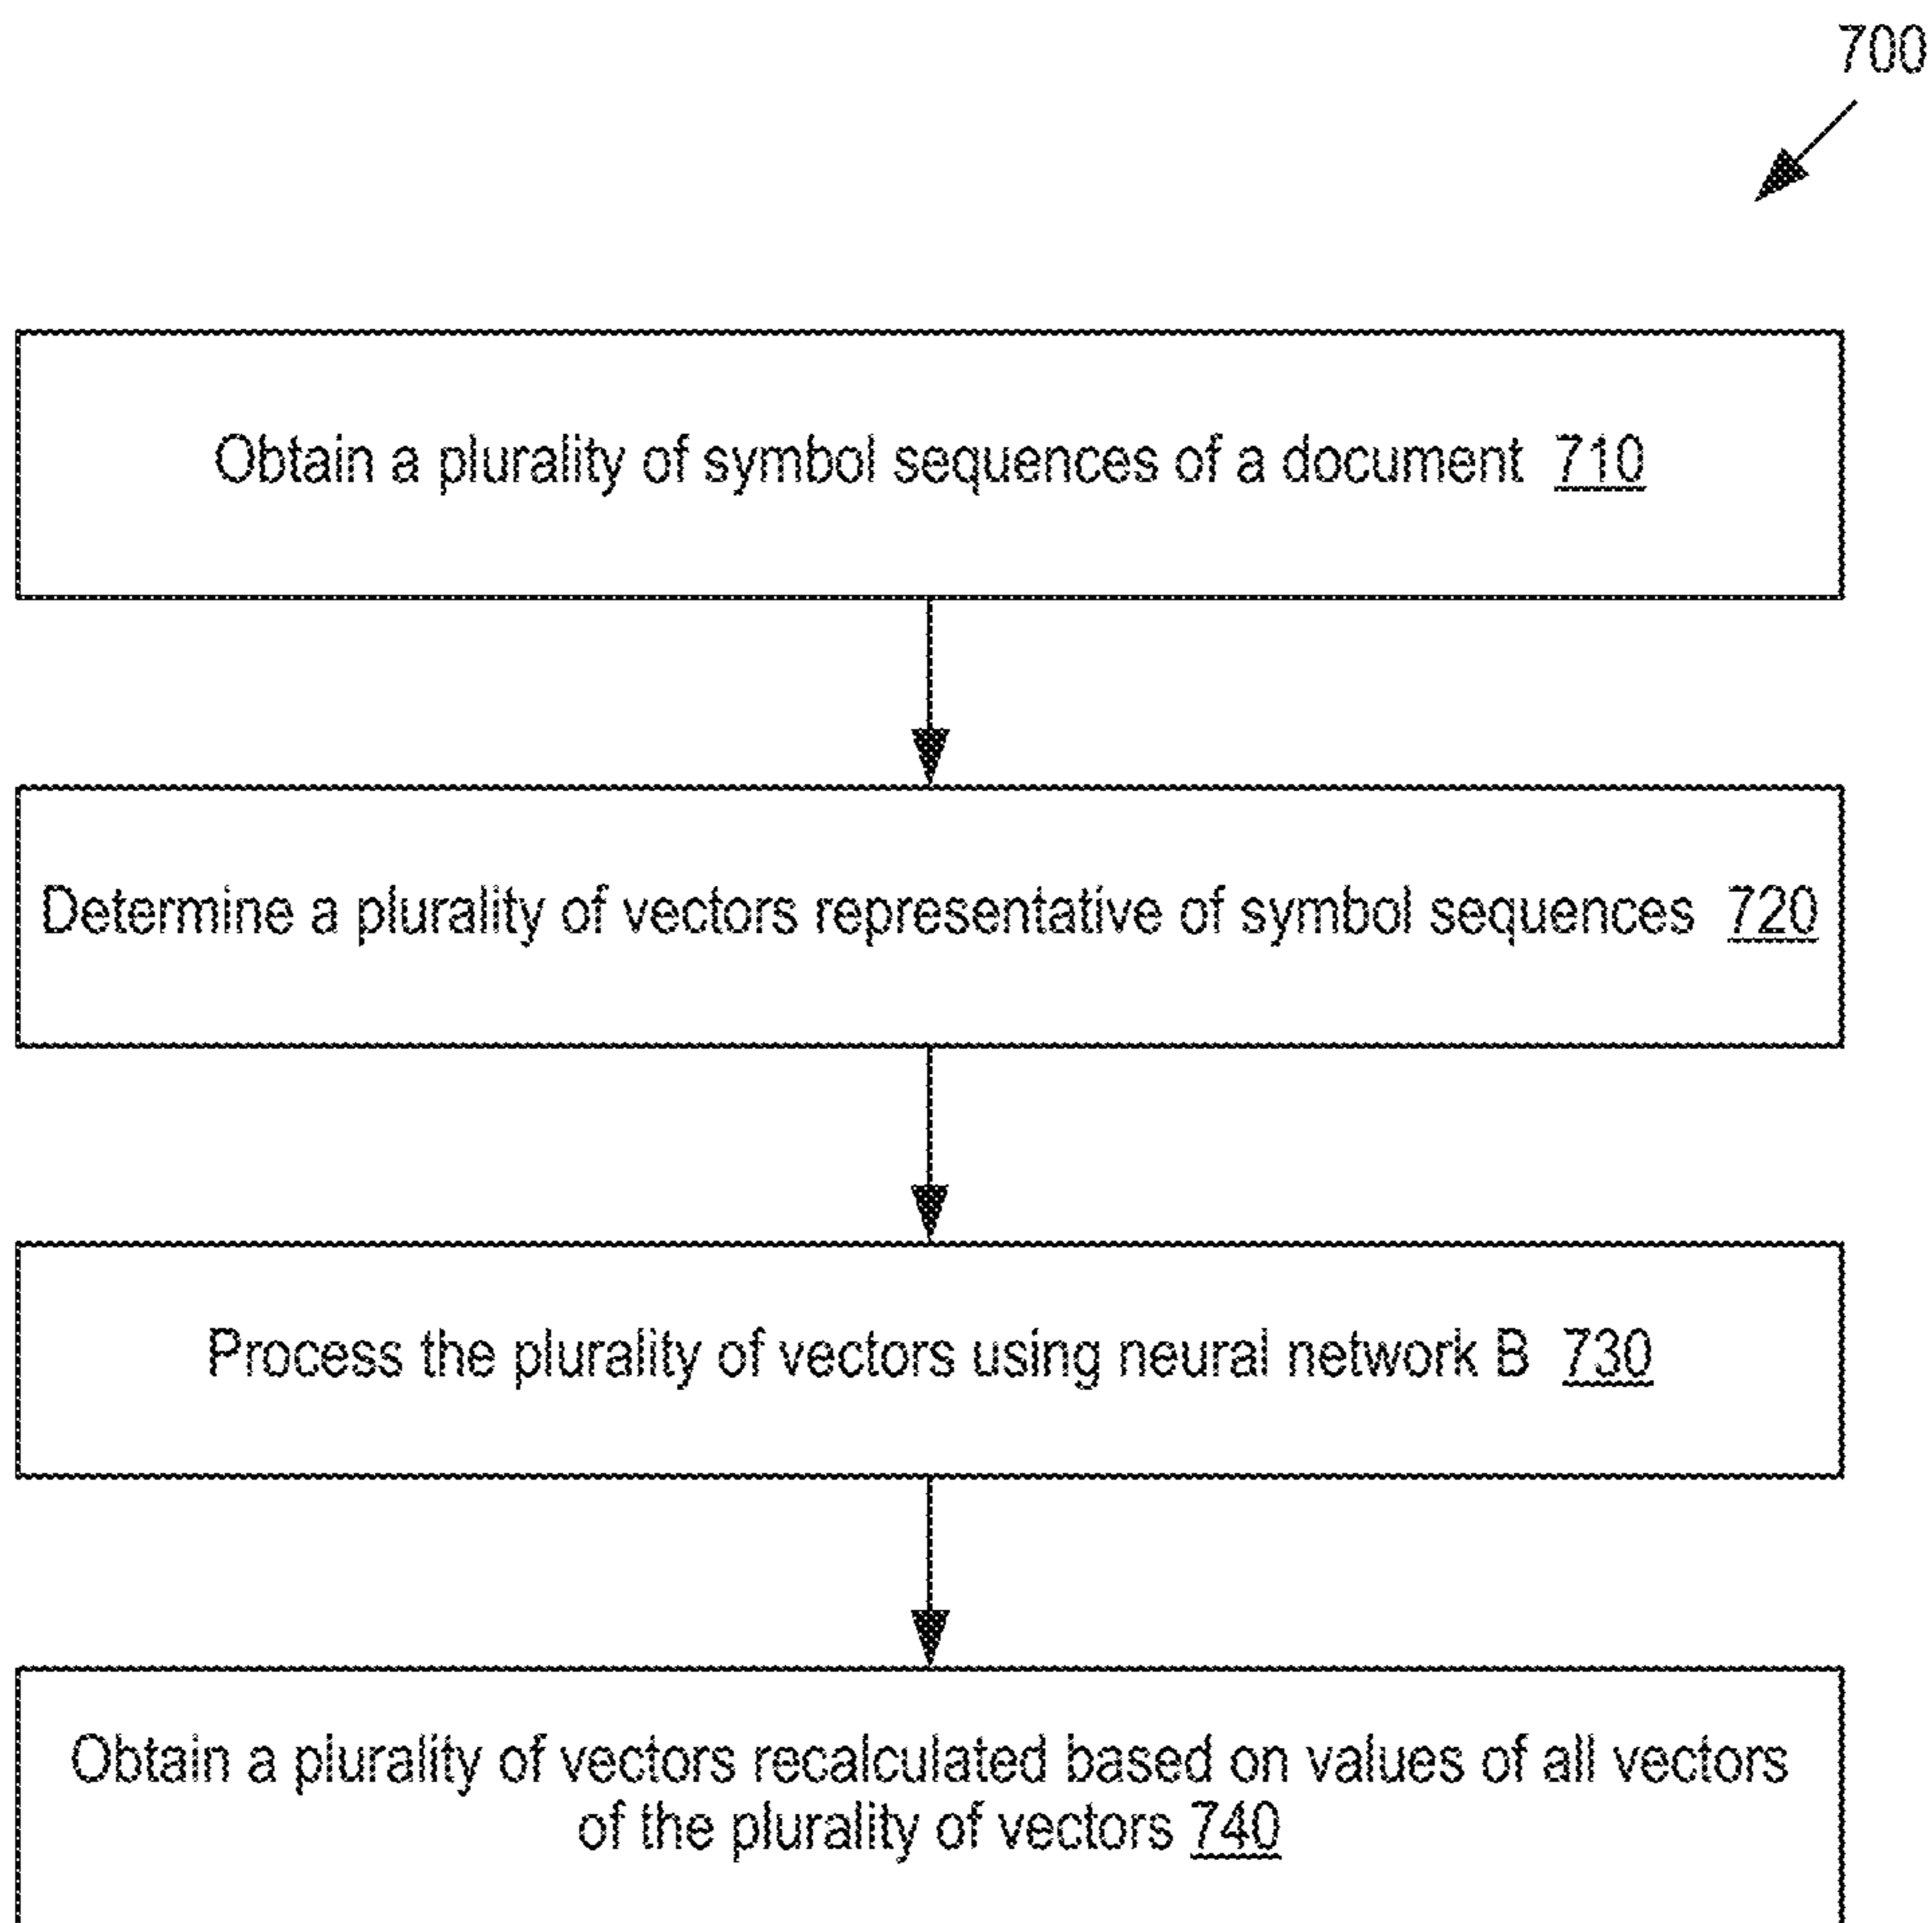 700
Obtain a plurality of symbol sequences of a document 710
Determine a plurality of vectors representative of symbol sequences 720
Process the plurality of vectors using neural network B 730
Obtain a plurality of vectors recalculated based on values of all vectors
of the plurality of vectors 740